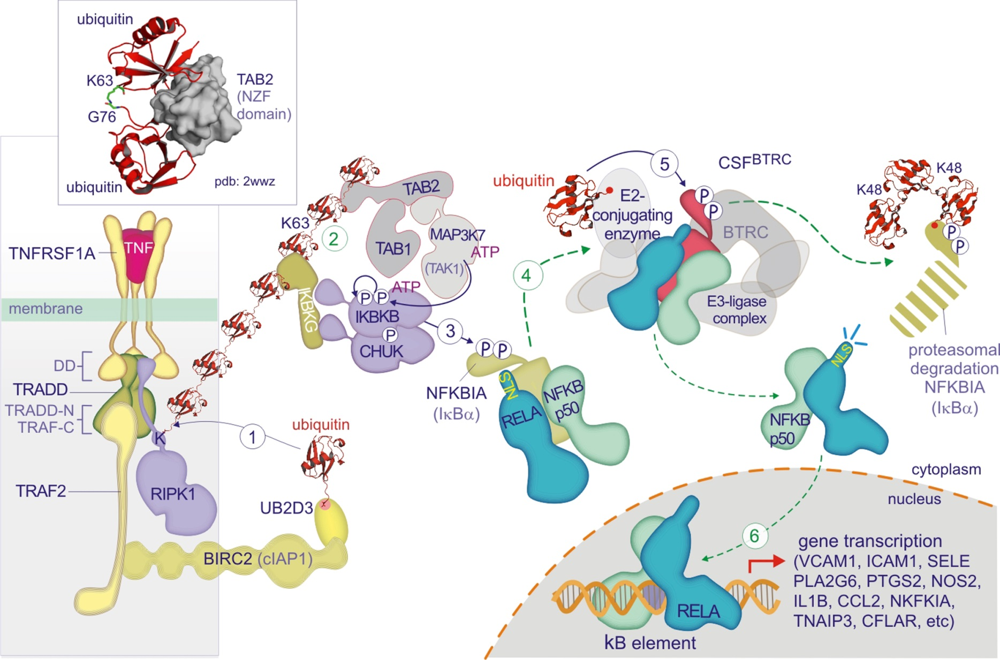 ubiquitin
K63
G76
TAB2
(NZF
domain)
ubiquitin
pdb: 2wwz
TNFRSF1A
TNF
membrane
DD
TRADD
TRADD-N
TRAF-C
TRAF2
K
RIPK1
1
ubiquitin
UB2D3
BIRC2 (cIAP1)
K63
2
TAB2
TAB1
MAP3K7
(TAK1)
ATP
ATP
IKBKG
P
P
IKBKB
P
CHUK
3
P
P
NFKBIA
(IκBα)
NLS
RELA
NFKB
p50
4
ubiquitin
E2-
conjugating
enzyme
5
P
P
CSFBTRC
BTRC
E3-ligase
complex
K48
K48
P
P
proteasomal
degradation
NFKBIA
(IκBα)
NLS
NFKB
p50
cytoplasm
nucleus
6
gene transcription
(VCAM1, ICAM1, SELE
PLA2G6, PTGS2, NOS2,
IL1B, CCL2, NKFKIA,
TNAIP3, CFLAR, etc)
RELA
kB element